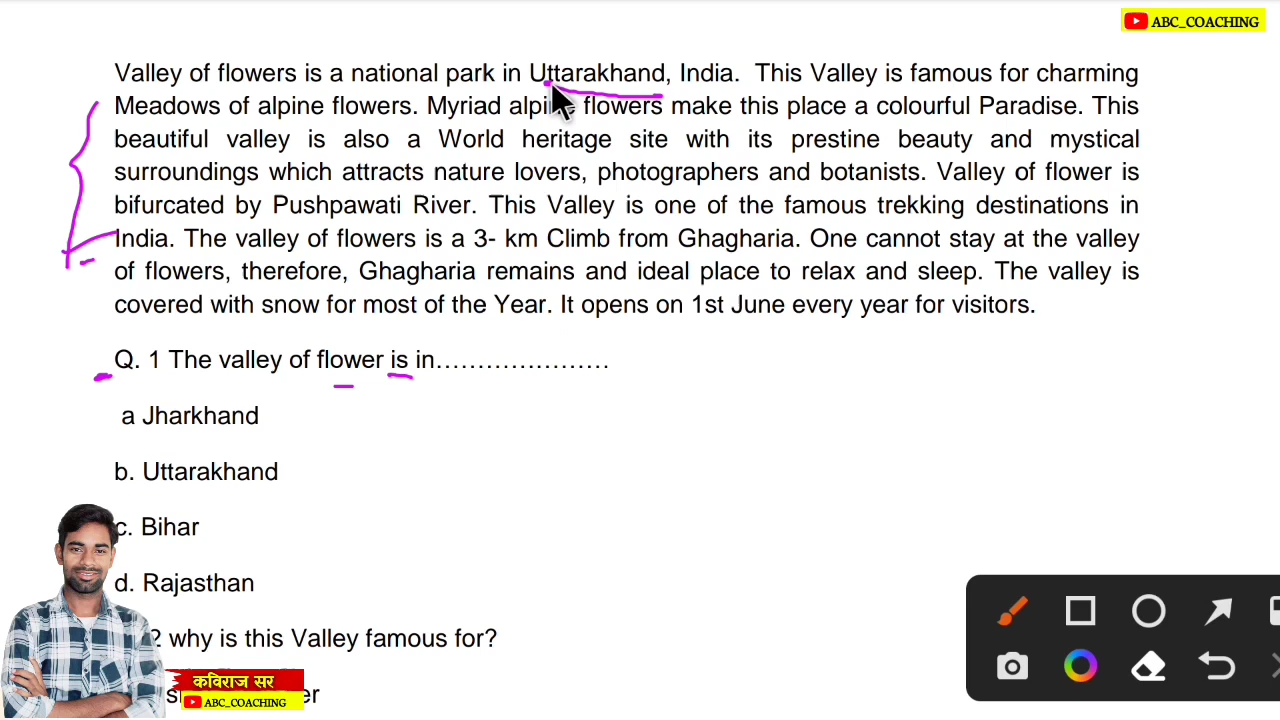 ABC_COACHING
Valley of flowers is a national park in Uttarakhand, India. This Valley is famous for charming
Meadows of alpine flowers. Myriad alpine flowers make this place a colourful Paradise. This
beautiful valley is also a World heritage site with its prestine beauty and mystical
surroundings which attracts nature lovers, photographers and botanists. Valley of flower is
bifurcated by Pushpawati River. This Valley is one of the famous trekking destinations in
India. The valley of flowers is a 3- km Climb from Ghagharia. One cannot stay at the valley
of flowers, therefore, Ghagharia remains and ideal place to relax and sleep. The valley is
covered with snow for most of the Year. It opens on 1st June every year for visitors.
Q. 1 The valley of flower is in…………………
a Jharkhand
b. Uttarakhand
c. Bihar
d. Rajasthan
2 why is this Valley famous for?
कविराज सर
ABC_COACHING